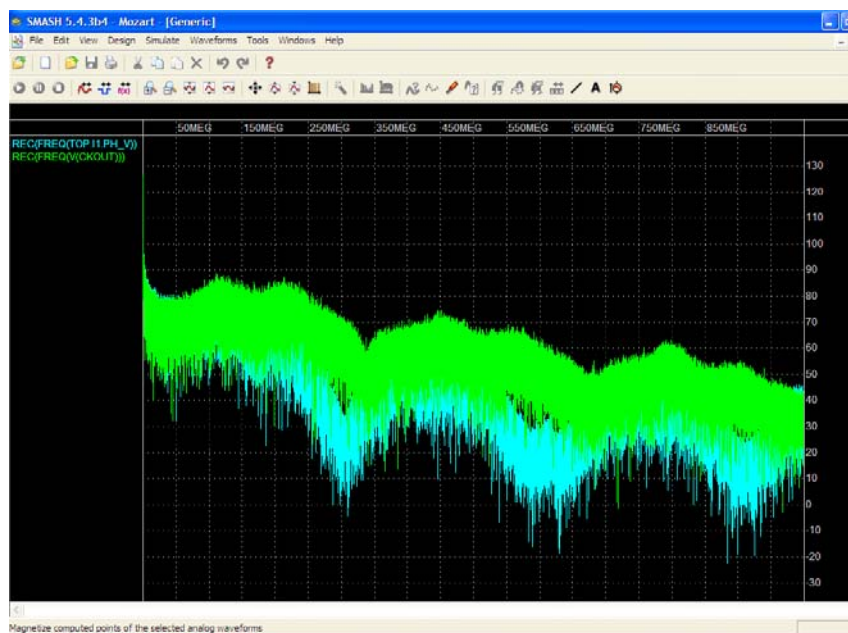 SMASH 5.4.3b4 - Mozart - [Generic]
File Edit View Design Simulate Waveforms Tools Windows Help
50MEG 150MEG 250MEG 350MEG 450MEG 550MEG 650MEG 750MEG 850MEG
REC(FREQ(TOP I1 PH_V))
REC(FREQ(V(CKOUT)))
130
120
110
100
90
80
70
60
50
40
30
20
10
0
-10
-20
-30
Magnetize computed points of the selected analog waveforms